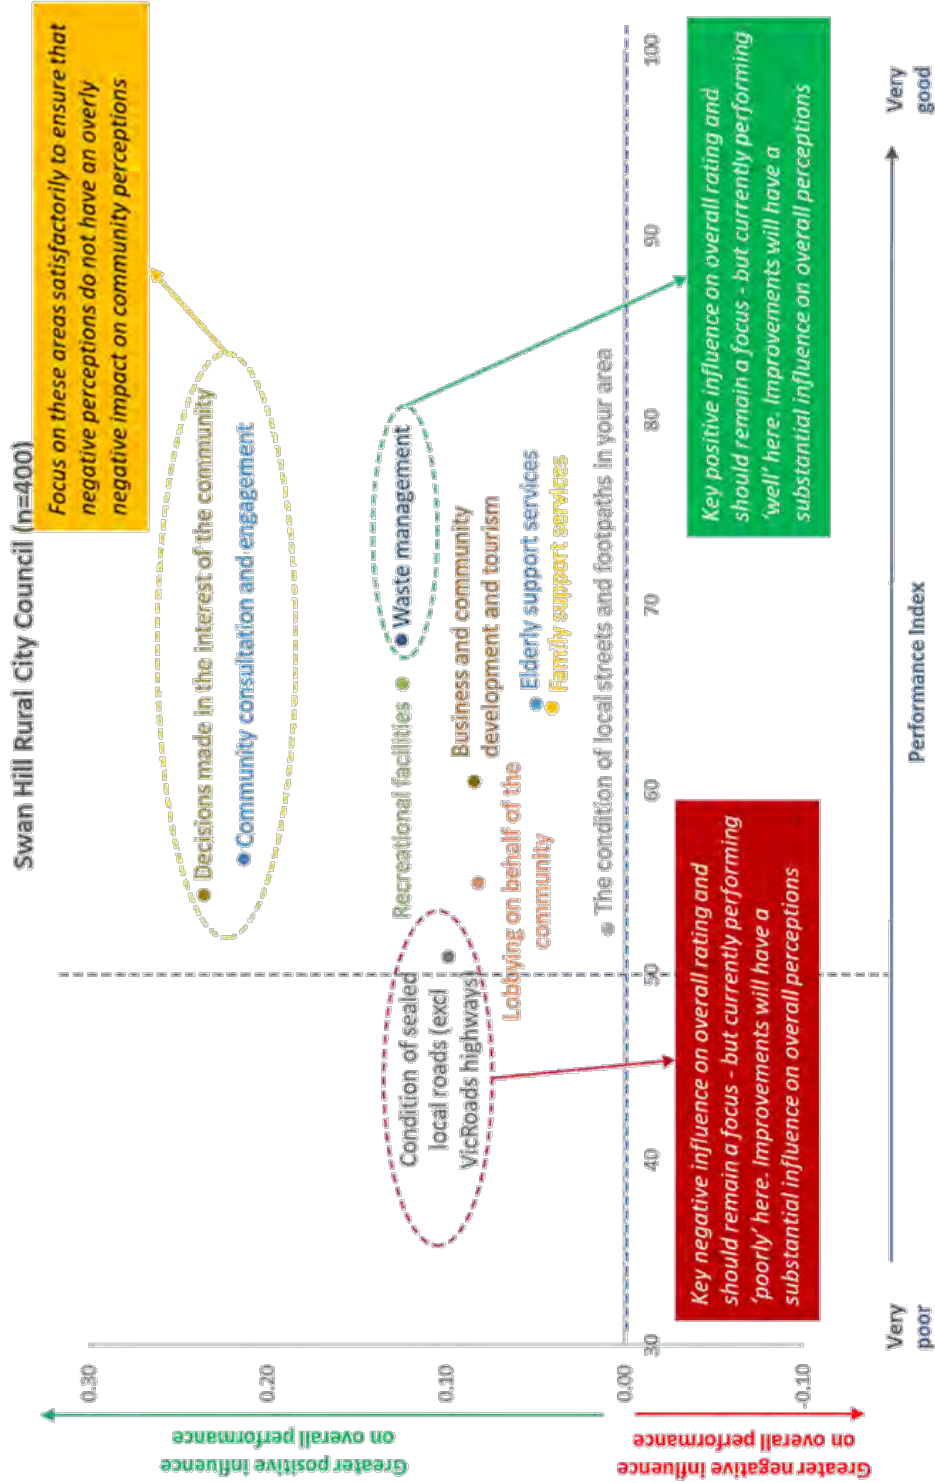 Swan Hill Rural City Council (n=400)
Focus on these areas satisfactorily to ensure that
negative perceptions do not have an overly
negative impact on community perceptions
Greater positive influence
on overall performance
Greater negative influence
on overall performance
0.30
0.20
0.10
0.00
-0.10
Decisions made in the interest of the community
Community consultation and engagement
Waste management
Recreational facilities
Condition of sealed
local roads (excl
VicRoads highways)
Business and community
development and tourism
Lobbying on behalf of the
community
Elderly support services
Family support services
The condition of local streets and footpaths in your area
30
40
50
60
70
80
90
100
Key negative influence on overall rating and
should remain a focus - but currently performing
'poorly' here. Improvements will have a
substantial influence on overall perceptions
Key positive influence on overall rating and
should remain a focus - but currently performing
'well' here. Improvements will have a
substantial influence on overall perceptions
Very
poor
Performance Index
Very
good